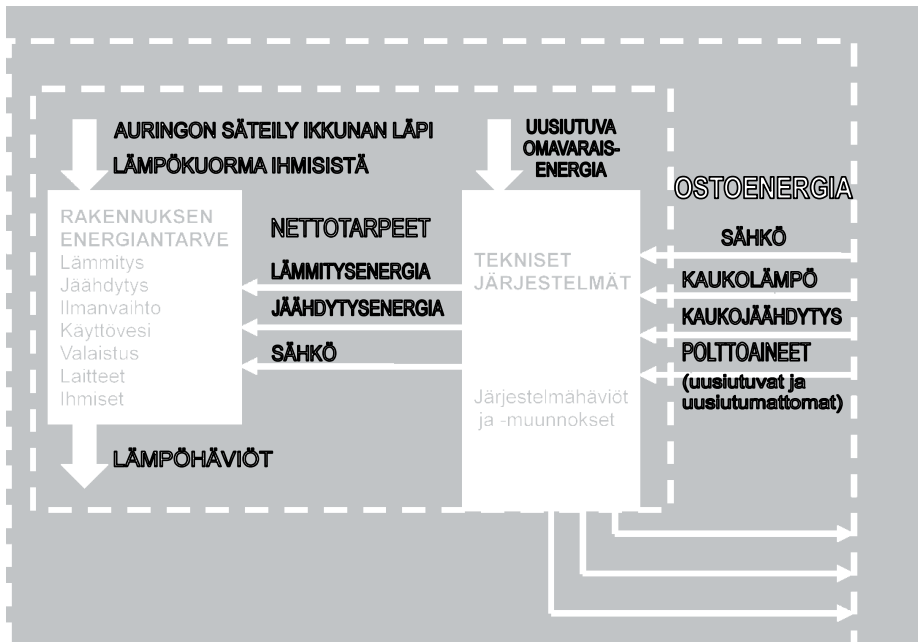 AURINGON SÄTEILY IKKUNAN LÄPI
LÄMPÖKUORMA IHMISISTÄ
UUSIUTUVA
OMAVARAIS-
ENERGIA
OSTOENERGIA
RAKENNUKSEN
ENERGIANTARVE
Lämmitys
Jäähdytys
Ilmanvaihto
Käyttövesi
Valaistus
Laitteet
Ihmiset
NETTOTARPEET
LÄMMITYSENERGIA
JÄÄHDYTYSENERGIA
SÄHKÖ
TEKNISET
JÄRJESTELMÄT
Järjestelmähäviöt
ja -muunnokset
SÄHKÖ
KAUKOLÄMPÖ
KAUKOJÄÄHDYTYS
POLTTOAINEET
(uusiutuvat ja
uusiutumattomat)
LÄMPÖHÄVIÖT